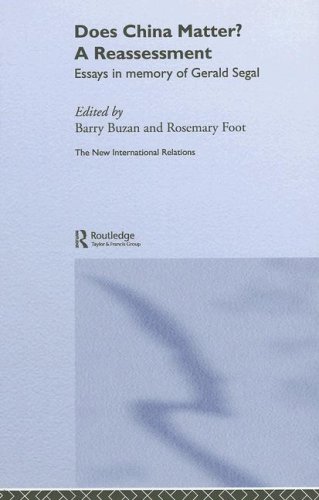 Does China Matter?
A Reassessment
Essays in memory of Gerald Segal
Edited by
Barry Buzan and Rosemary Foot
The New International Relations
Routledge
Taylor & Francis Group